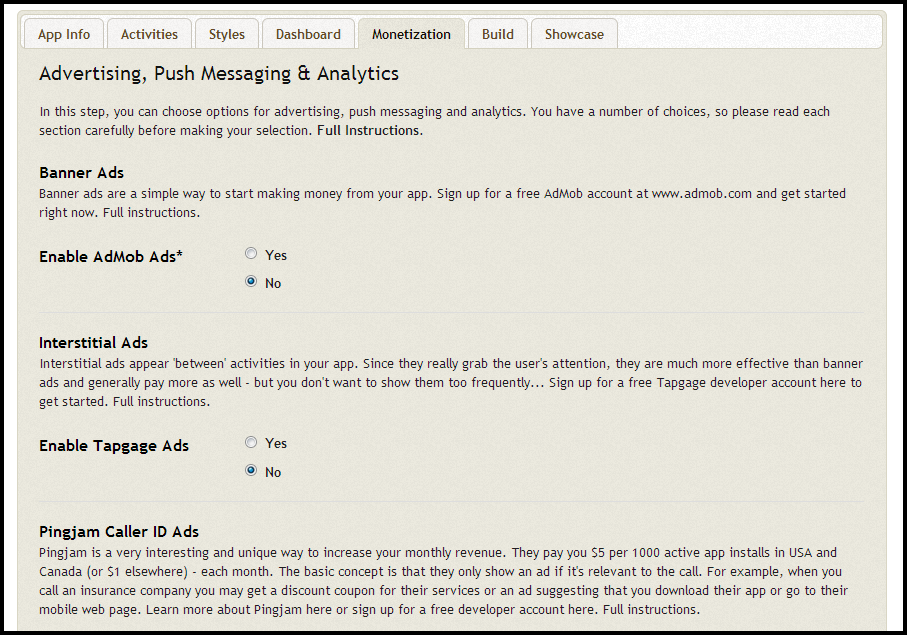 App Info Activities Styles Dashboard Monetization Build Showcase
Advertising, Push Messaging & Analytics
In this step, you can choose options for advertising, push messaging and analytics. You have a number of choices, so please read each
section carefully before making your selection. Full Instructions.
Banner Ads
Banner ads are a simple way to start making money from your app. Sign up for a free AdMob account at www.admob.com and get started
right now. Full instructions.
Enable AdMob Ads* Yes
No
Interstitial Ads
Interstitial ads appear 'between' activities in your app. Since they really grab the user's attention, they are much more effective than banner
ads and generally pay more as well - but you don't want to show them too frequently... Sign up for a free Tapgage developer account here to
get started. Full instructions.
Enable Tapgage Ads Yes
No
Pingjam Caller ID Ads
Pingjam is a very interesting and unique way to increase your monthly revenue. They pay you $5 per 1000 active app installs in USA and
Canada (or $1 elsewhere) - each month. The basic concept is that they only show an ad if it's relevant to the call. For example, when you
call an insurance company you may get a discount coupon for their services or an ad suggesting that you download their app or go to their
mobile web page. Learn more about Pingjam here or sign up for a free developer account here. Full instructions.